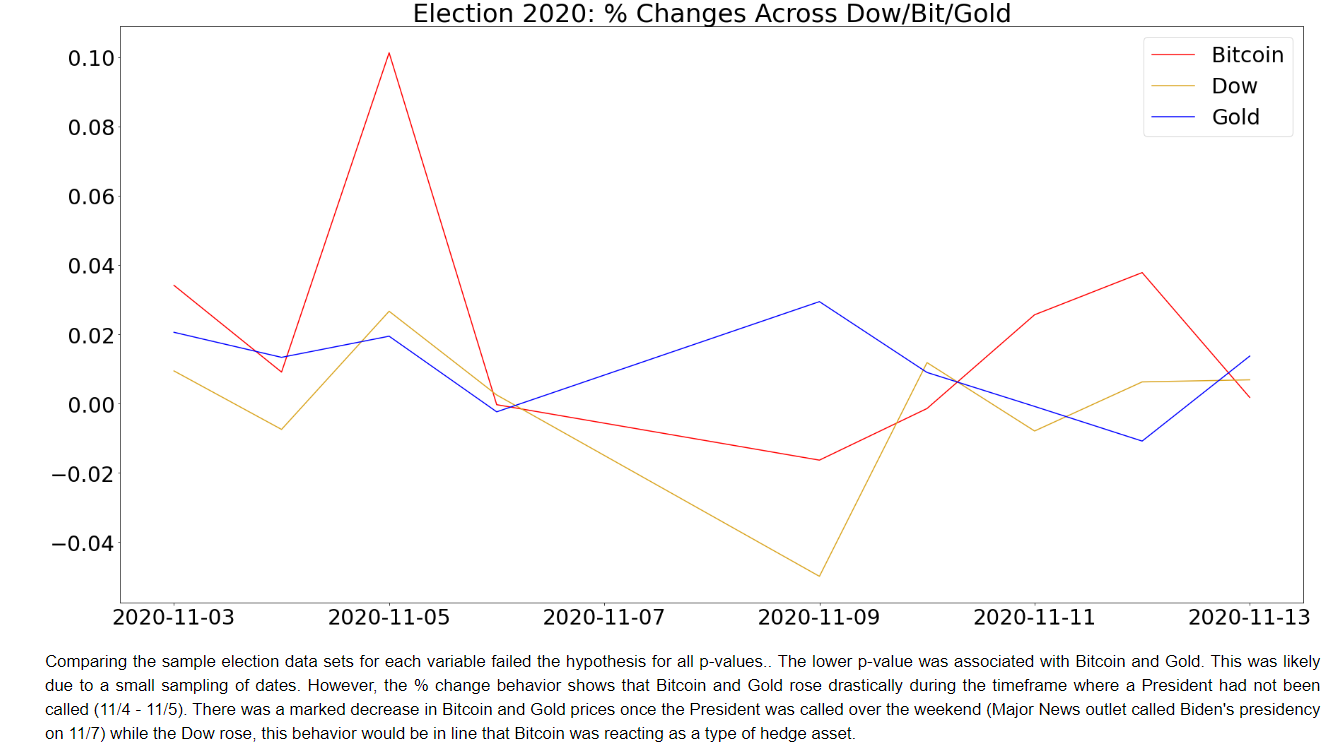 Election 2020: % Changes Across Dow/Bit/Gold
Bitcoin
Dow
Gold
0.10
0.08
0.06
0.04
0.02
0.00
−0.02
−0.04
2020-11-03 2020-11-05 2020-11-07 2020-11-09 2020-11-11 2020-11-13
Comparing the sample election data sets for each variable failed the hypothesis for all p-values.. The lower p-value was associated with Bitcoin and Gold. This was likely
due to a small sampling of dates. However, the % change behavior shows that Bitcoin and Gold rose drastically during the timeframe where a President had not been
called (11/4 - 11/5). There was a marked decrease in Bitcoin and Gold prices once the President was called over the weekend (Major News outlet called Biden's presidency
on 11/7) while the Dow rose, this behavior would be in line that Bitcoin was reacting as a type of hedge asset.